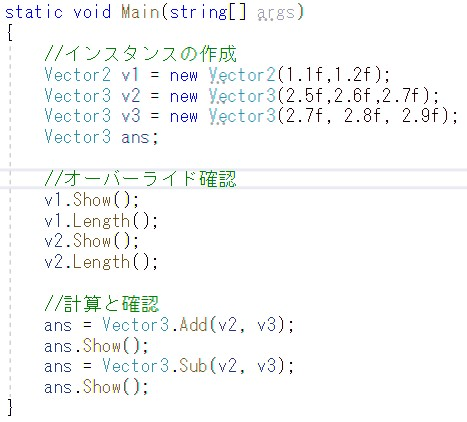 static void Main(string[] args)
{
//インスタンスの作成
Vector2 v1 = new Vector2(1.1f,1.2f);
Vector3 v2 = new Vector3(2.5f,2.6f,2.7f);
Vector3 v3 = new Vector3(2.7f, 2.8f, 2.9f);
Vector3 ans;
//オーバーライド確認
v1.Show();
v1.Length();
v2.Show();
v2.Length();
//計算と確認
ans = Vector3.Add(v2, v3);
ans.Show();
ans = Vector3.Sub(v2, v3);
ans.Show();
}